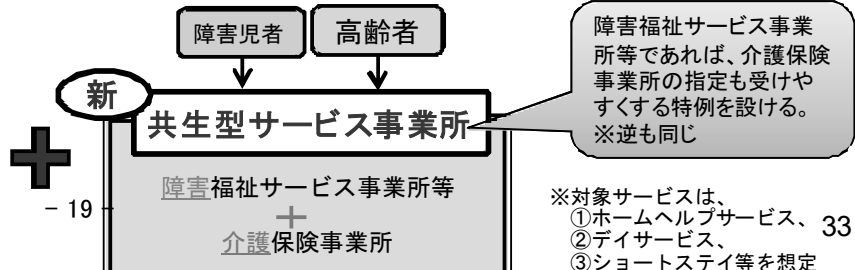 障害児者
高齢者
新
共生型サービス事業所
障害福祉サービス事業所等
＋
介護保険事業所
障害福祉サービス事業
所等であれば、介護保険
事業所の指定も受けや
すくする特例を設ける。
※逆も同じ
※対象サービスは、
①ホームヘルプサービス、
②デイサービス、
③ショートステイ等を想定
33
- 19 -